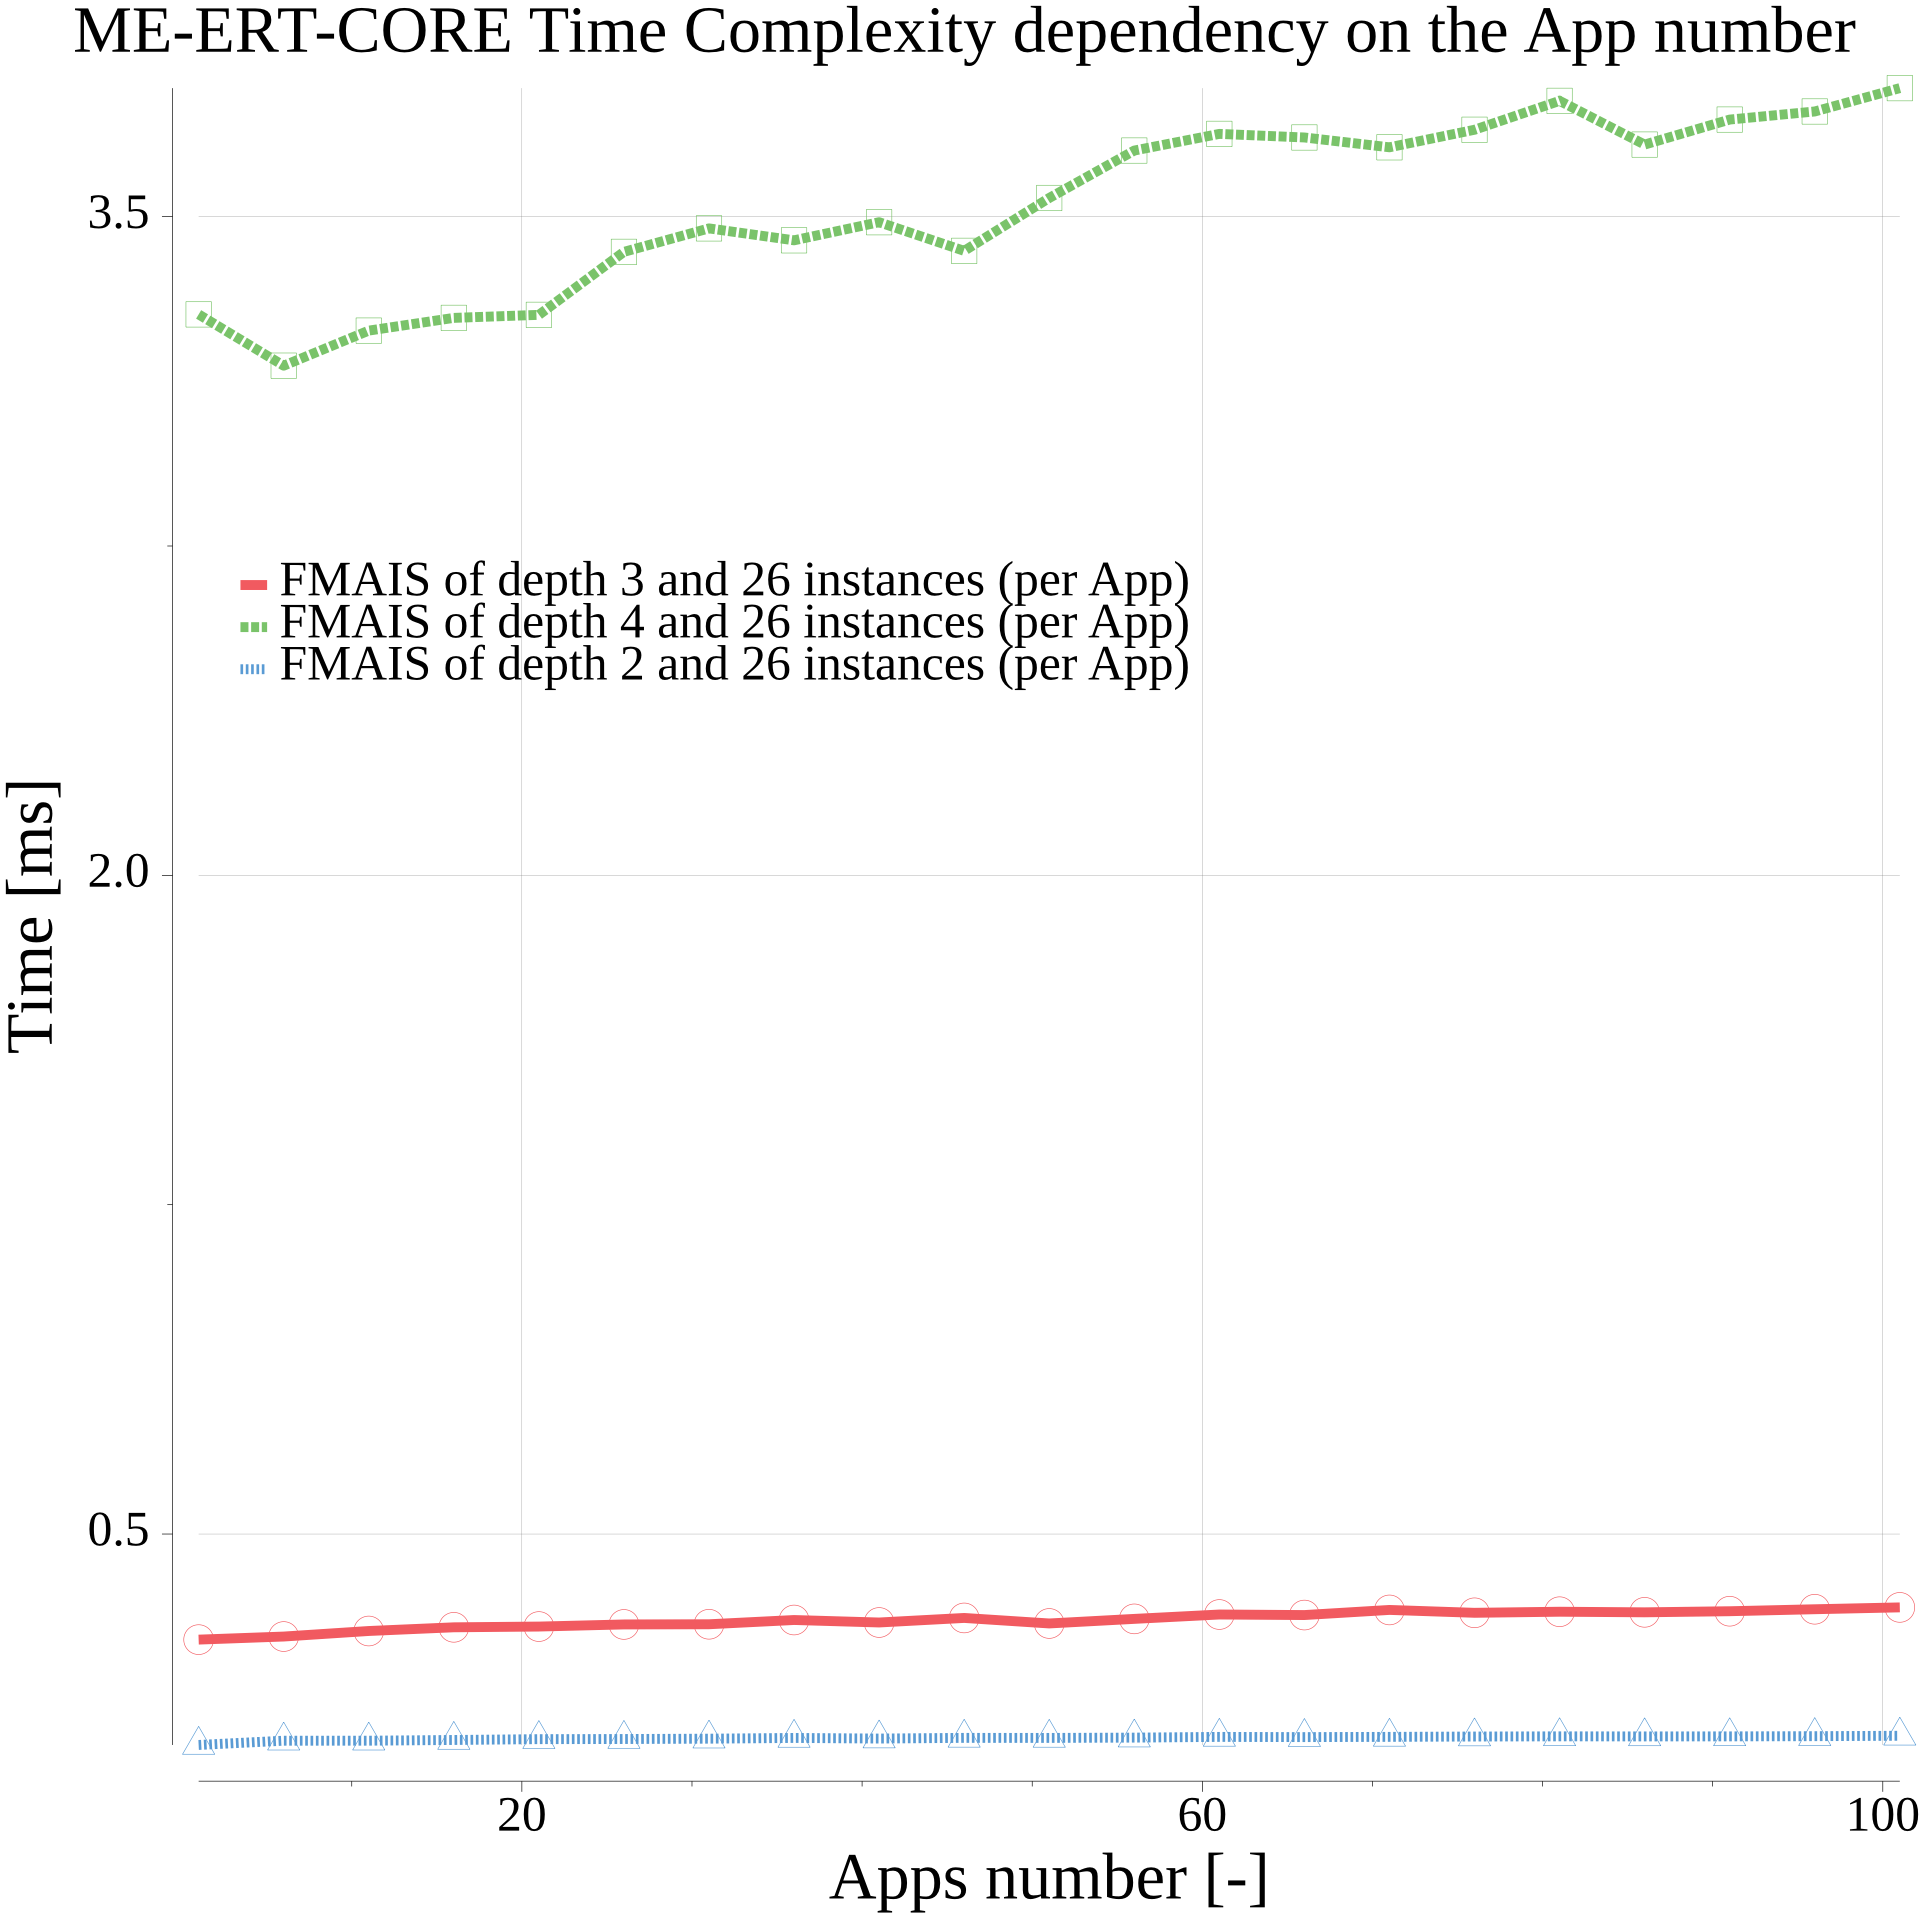 ME-ERT-CORE Time Complexity dependency on the App number
3.5
FMAIS of depth 3 and 26 instances (per App)
FMAIS of depth 4 and 26 instances (per App)
FMAIS of depth 2 and 26 instances (per App)
Time [ms]
2.0
0.5
20 60 100
Apps number [-]